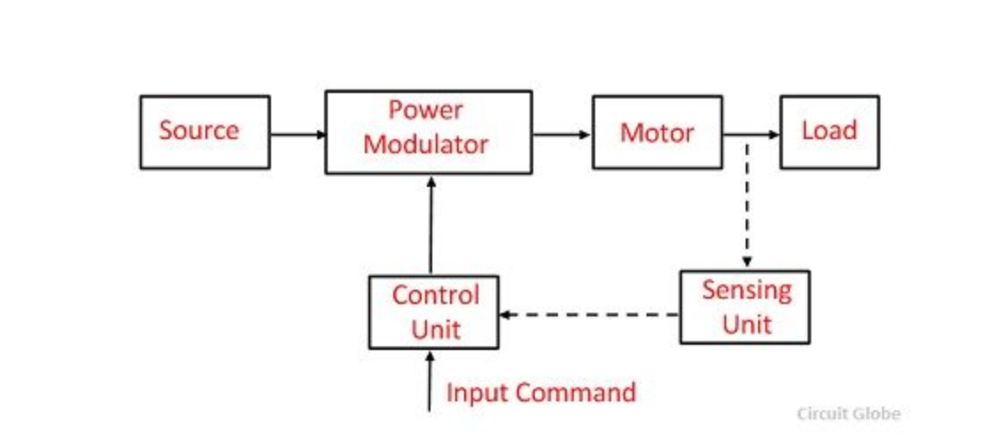 Source
Power
Modulator
Motor
Load
Control
Unit
Sensing
Unit
Input Command
Circuit Globe